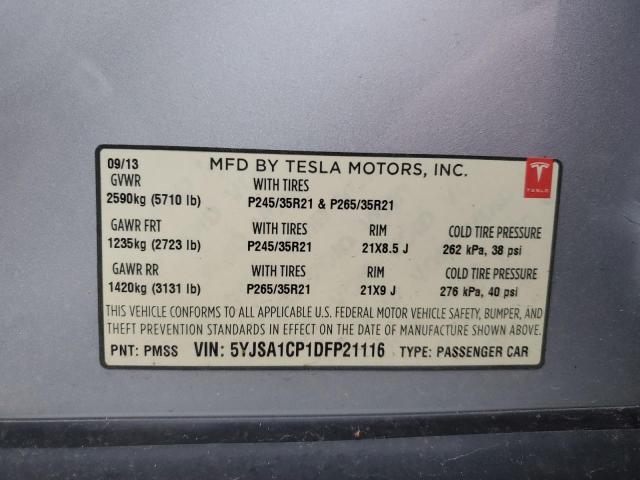 09/13 MFD BY TESLA MOTORS, INC.
GVWR WITH TIRES
2590kg (5710 lb) P245/35R21 & P265/35R21
GAWR FRT WITH TIRES RIM COLD TIRE PRESSURE
1235kg (2723 lb) P245/35R21 21X8.5 J 262 kPa, 38 psi
GAWR RR WITH TIRES RIM COLD TIRE PRESSURE
1420kg (3131 lb) P265/35R21 21X9 J 276 kPa, 40 psi
THIS VEHICLE CONFORMS TO ALL APPLICABLE U.S. FEDERAL MOTOR VEHICLE SAFETY, BUMPER, AND
THEFT PREVENTION STANDARDS IN EFFECT ON THE DATE OF MANUFACTURE SHOWN ABOVE.
PNT: PMSS VIN: 5YJSA1CP1DFP21116 TYPE: PASSENGER CAR
TESLA